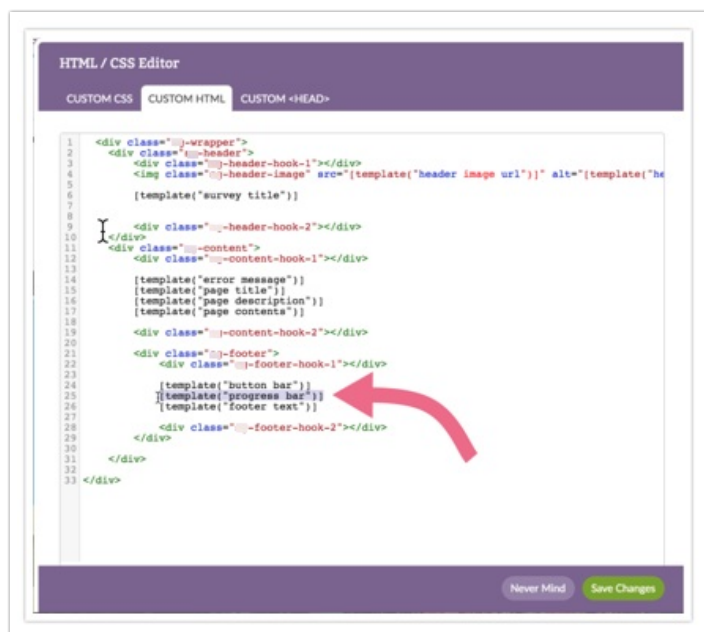 HTML / CSS Editor
CUSTOM CSS CUSTOM HTML CUSTOM <HEAD>
1 <div class=" -wrapper">
2 <div class=" -header">
3 <div class=" -header-hook-1"></div>
4 <img class=" -header-image" src="[template("header image url")]" alt="[template("he
5
6 [template("survey title")]
7
8
9 <div class=" -header-hook-2"></div>
10 </div>
11 <div class=" -content">
12 <div class=" -content-hook-1"></div>
13
14 [template("error message")]
15 [template("page title")]
16 [template("page description")]
17 [template("page contents")]
18
19 <div class=" -content-hook-2"></div>
20
21 <div class=" -footer">
22 <div class=" -footer-hook-1"></div>
23
24 [template("button bar")]
25 [template("progress bar")]
26 [template("footer text")]
27
28 <div class=" -footer-hook-2"></div>
29 </div>
30
31 </div>
32
33 </div>
Never Mind Save Changes